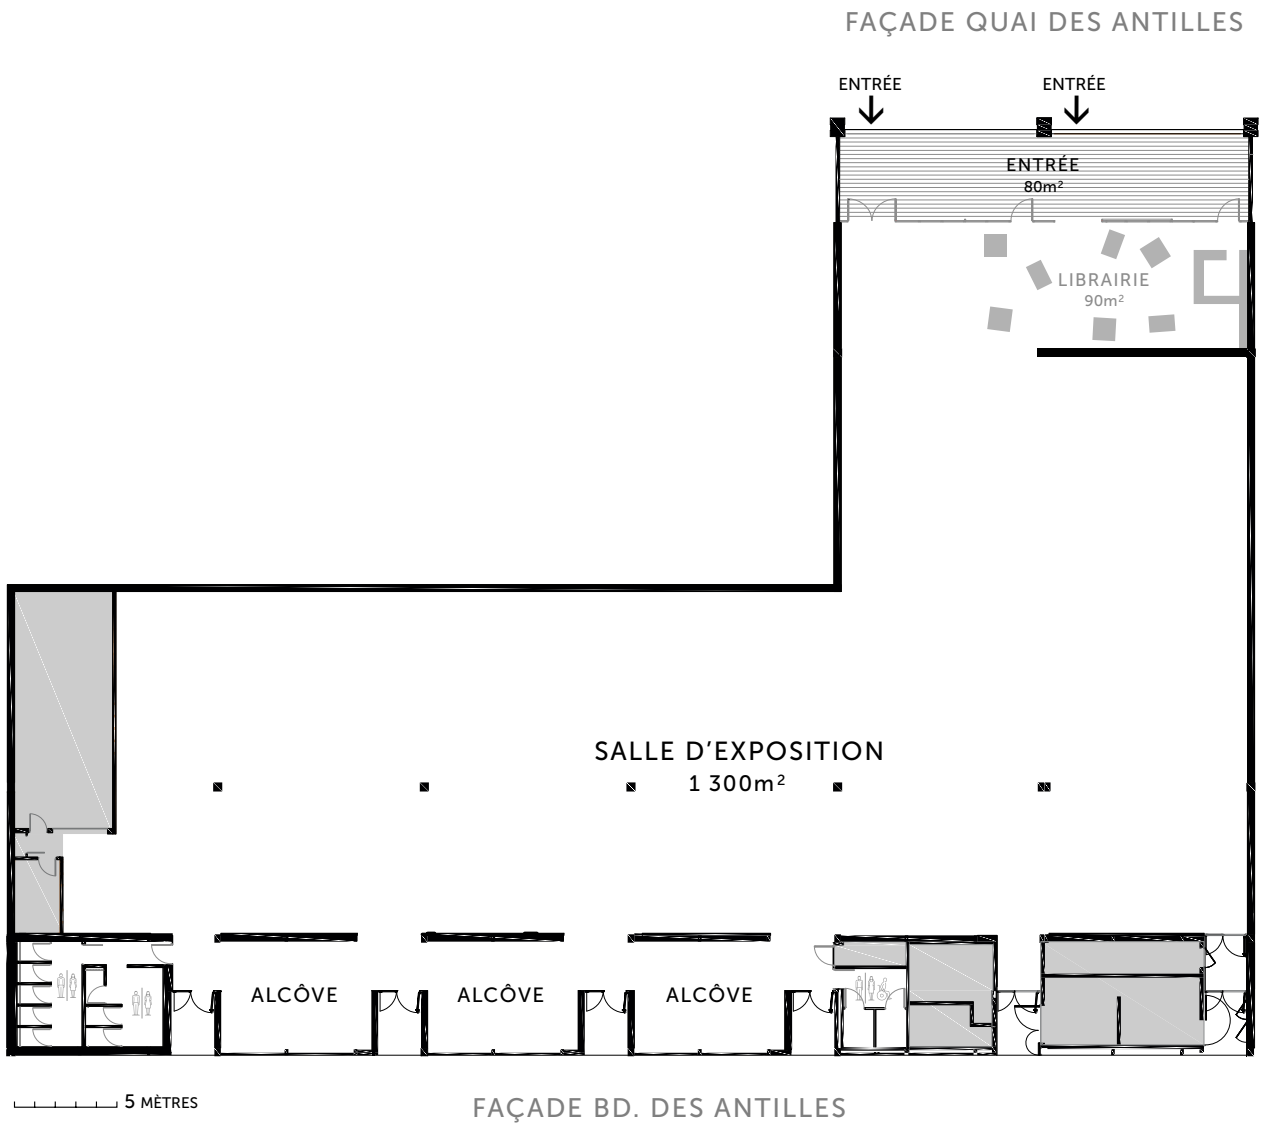 FAÇADE QUAI DES ANTILLES
ENTRÉE
ENTRÉE
ENTRÉE
80m²
LIBRAIRIE
90m²
SALLE D’EXPOSITION
1 300m²
ALCÔVE
ALCÔVE
ALCÔVE
5 MÈTRES
FAÇADE BD. DES ANTILLES